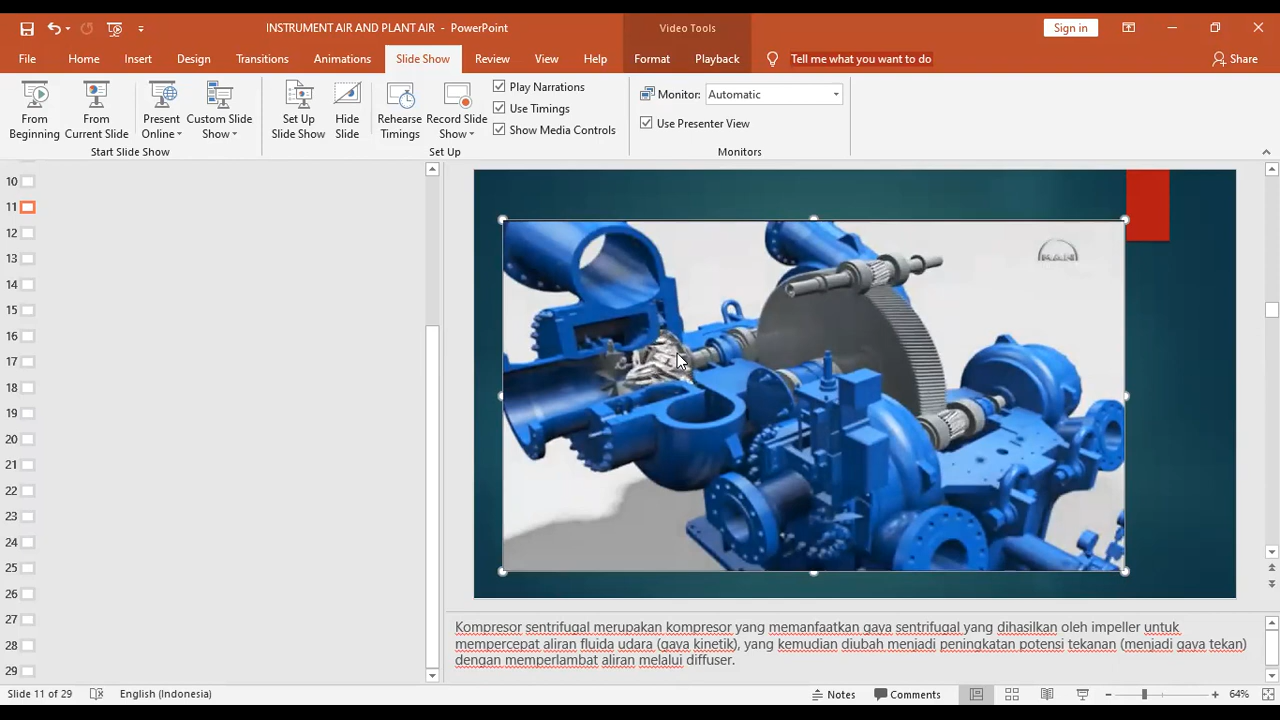 INSTRUMENT AIR AND PLANT AIR - PowerPoint
Video Tools
Sign in
File
Home
Insert
Design
Transitions
Animations
Slide Show
Review
View
Help
Format
Playback
Tell me what you want to do
Share
From Beginning
From Current Slide
Present Online
Custom Slide Show
Set Up Slide Show
Hide Slide
Rehearse Timings
Record Slide Show
Play Narrations
Use Timings
Show Media Controls
Monitor: Automatic
Use Presenter View
Start Slide Show
Set Up
Monitors
10
11
12
13
14
15
16
17
18
19
20
21
22
23
24
25
26
27
28
29
MAN
Kompresor sentrifugal merupakan kompresor yang memanfaatkan gaya sentrifugal yang dihasilkan oleh impeller untuk
mempercepat aliran fluida udara (gaya kinetik), yang kemudian diubah menjadi peningkatan potensi tekanan (menjadi gaya tekan)
dengan memperlambat aliran melalui diffuser.
Slide 11 of 29
English (Indonesia)
Notes
Comments
64%